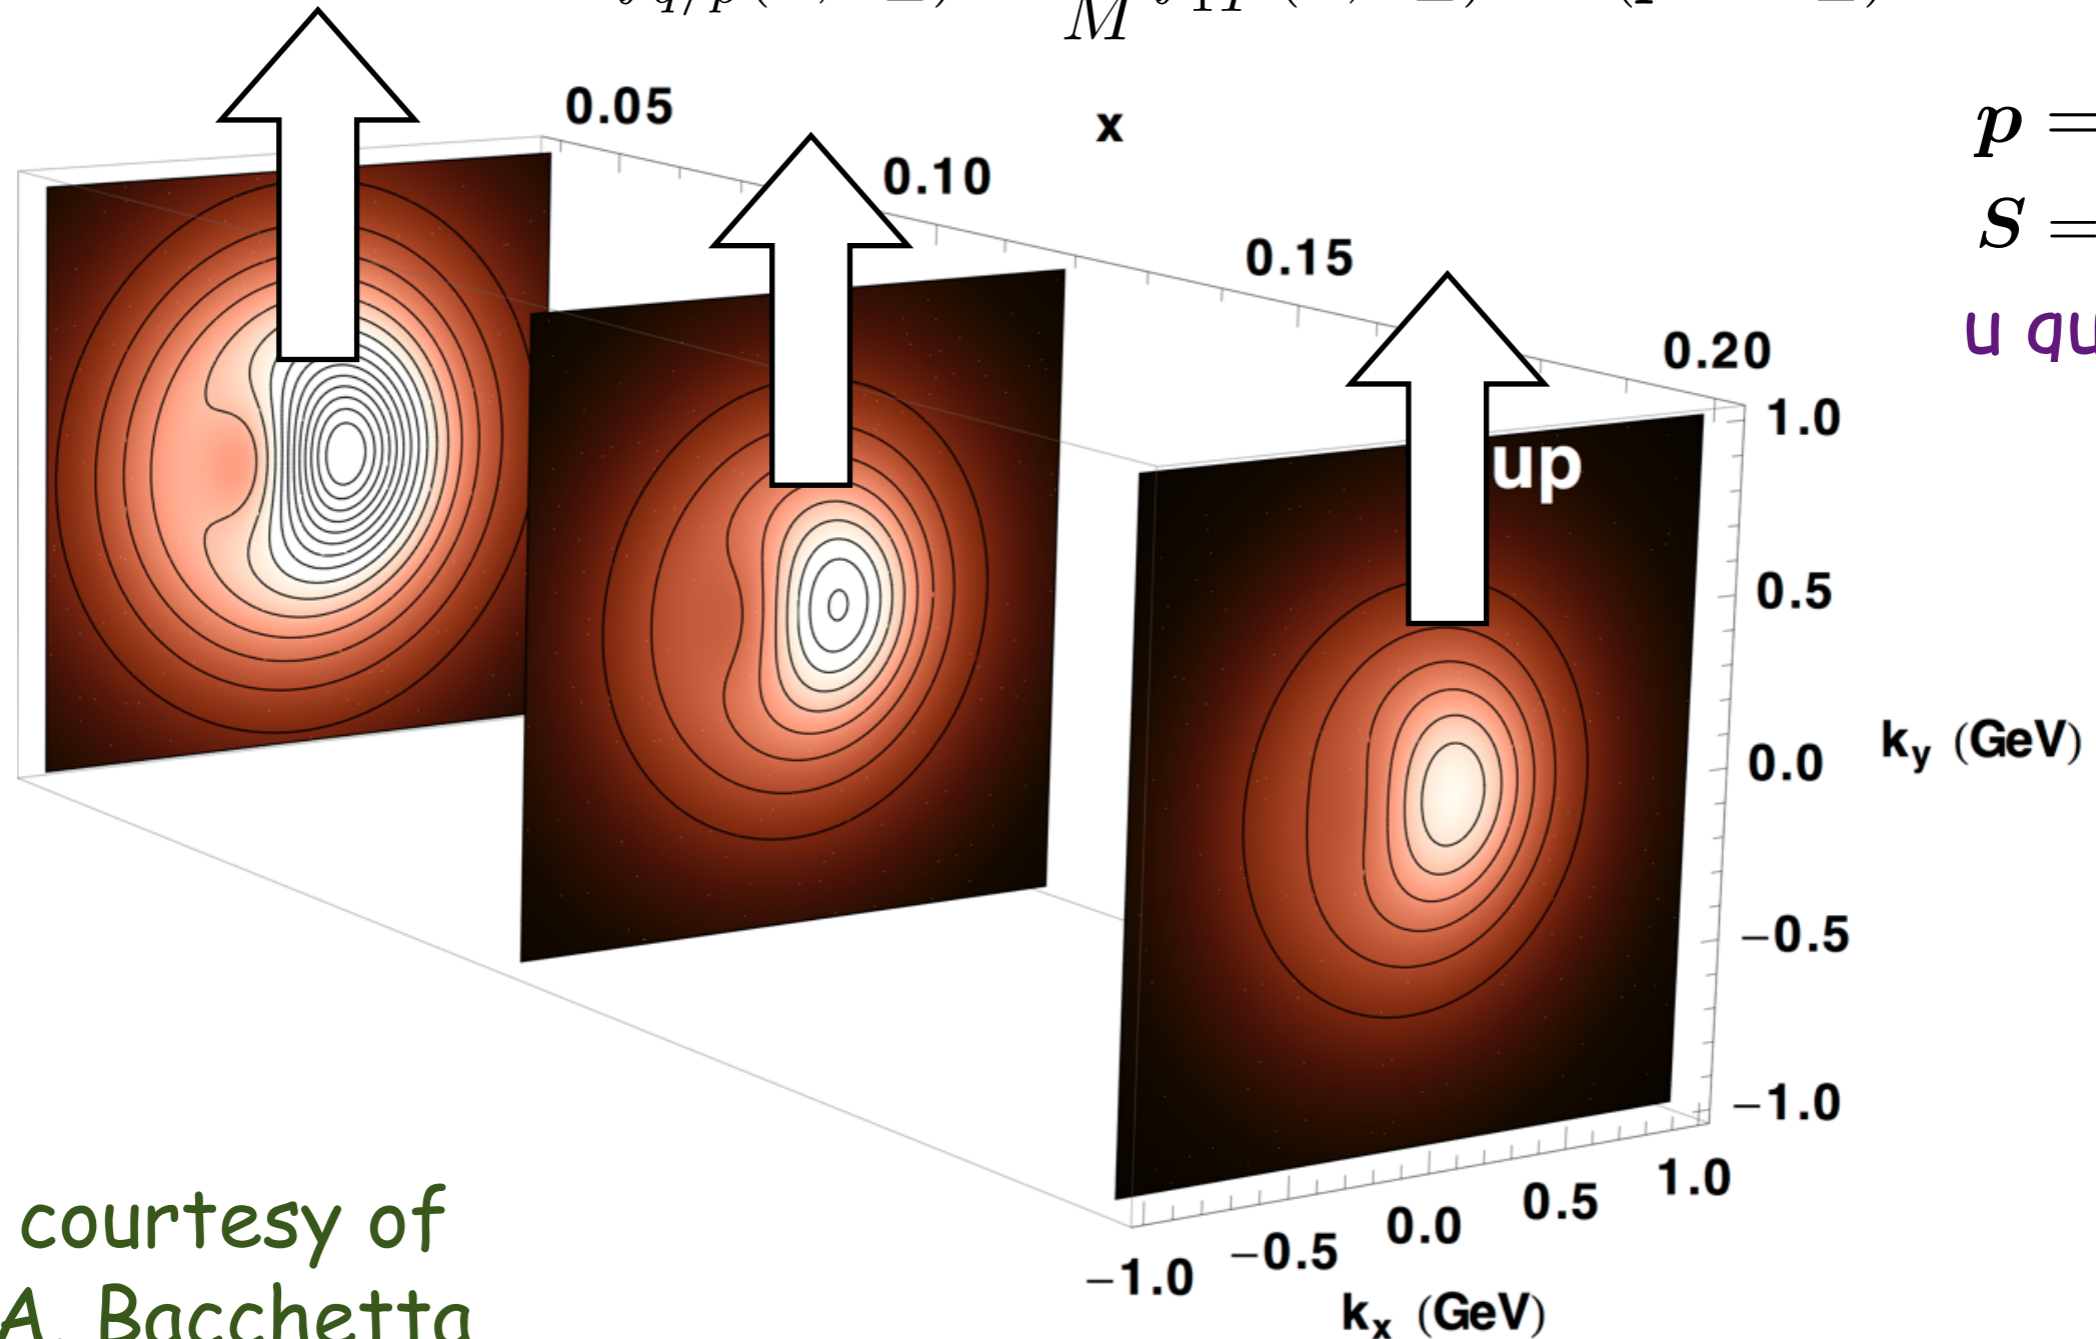 M
0.05
x
0.10
0.15
0.20
p =
S =
u qu
up
1.0
0.5
0.0
−0.5
−1.0
k_y (GeV)
−1.0
−0.5
0.0
0.5
1.0
k_x (GeV)
courtesy of
A. Bacchetta